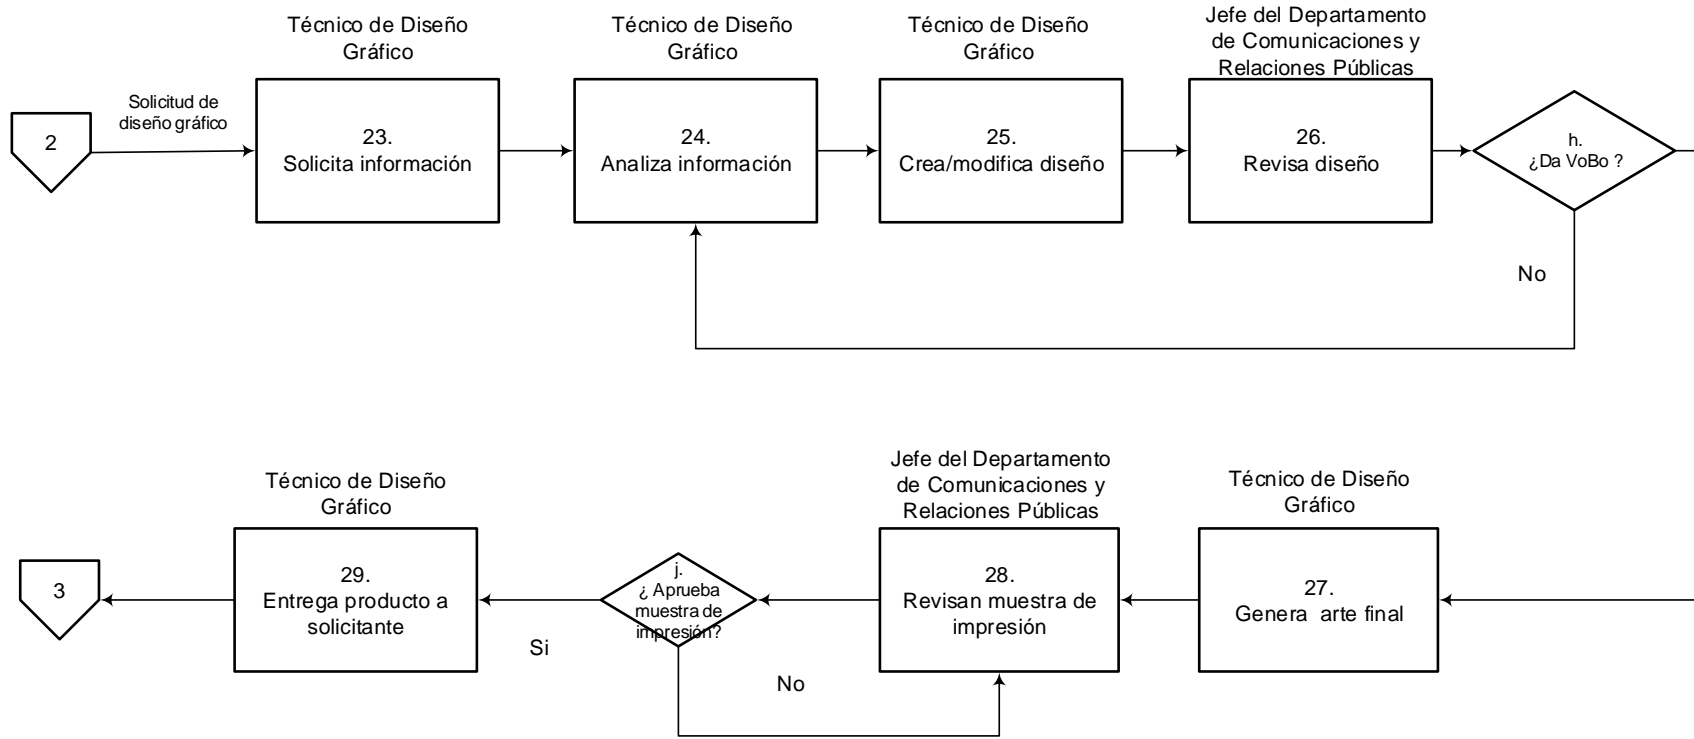 2
Solicitud de
diseño gráfico
Técnico de Diseño
Gráfico
23.
Solicita información
Técnico de Diseño
Gráfico
24.
Analiza información
Técnico de Diseño
Gráfico
25.
Crea/modifica diseño
Jefe del Departamento
de Comunicaciones y
Relaciones Públicas
26.
Revisa diseño
h.
¿Da VoBo ?
No
Técnico de Diseño
Gráfico
27.
Genera arte final
Jefe del Departamento
de Comunicaciones y
Relaciones Públicas
28.
Revisan muestra de
impresión
j.
¿ Aprueba
muestra de
impresión?
No
Si
Técnico de Diseño
Gráfico
29.
Entrega producto a
solicitante
3